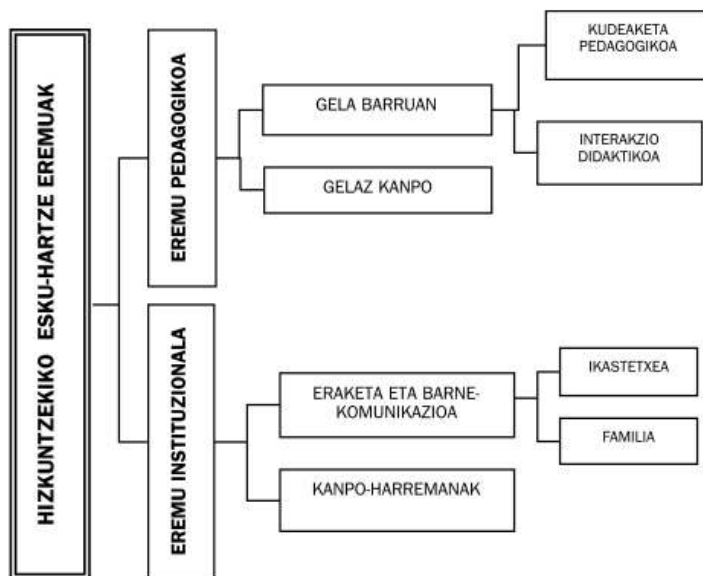 HIZKUNTZEKIKO ESKU-HARTZE EREMUAK
EREMU PEDAGOGIKOA
GELA BARRUAN
KUDEAKETA
PEDAGOGIKOA
INTERAKZIO
DIDAKTIKOA
GELAZ KANPO
EREMU INSTITUZIONALA
ERAKETA ETA BARNE-
KOMUNIKAZIOA
IKASTETXEA
FAMILIA
KANPO-HARREMANAK